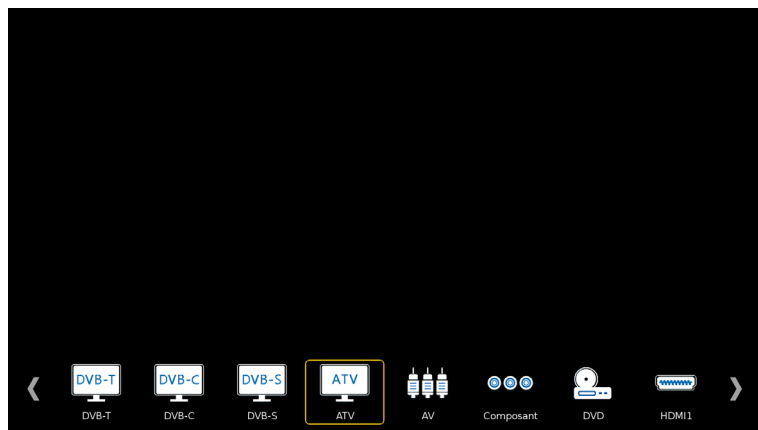 DVB-T DVB-C DVB-S ATV
DVB-T DVB-C DVB-S ATV AV Composant DVD HDMI1